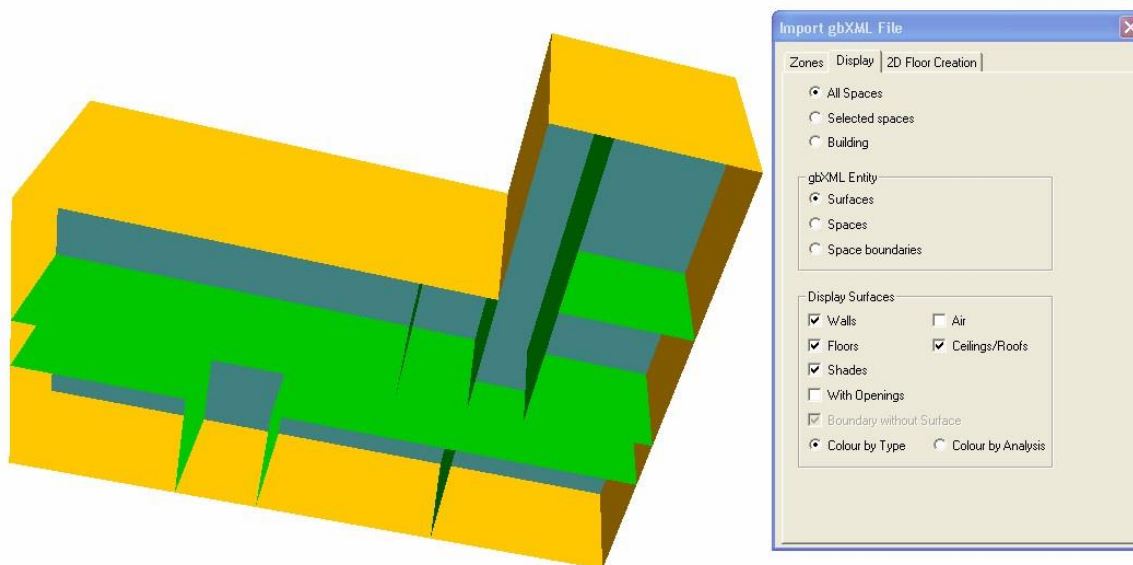 Import gbXML File
Zones Display 2D Floor Creation
All Spaces
Selected spaces
Building
gbXML Entity
Surfaces
Spaces
Space boundaries
Display Surfaces
Walls Air
Floors Ceilings/Roofs
Shades
With Openings
Boundary without Surface
Colour by Type Colour by Analysis